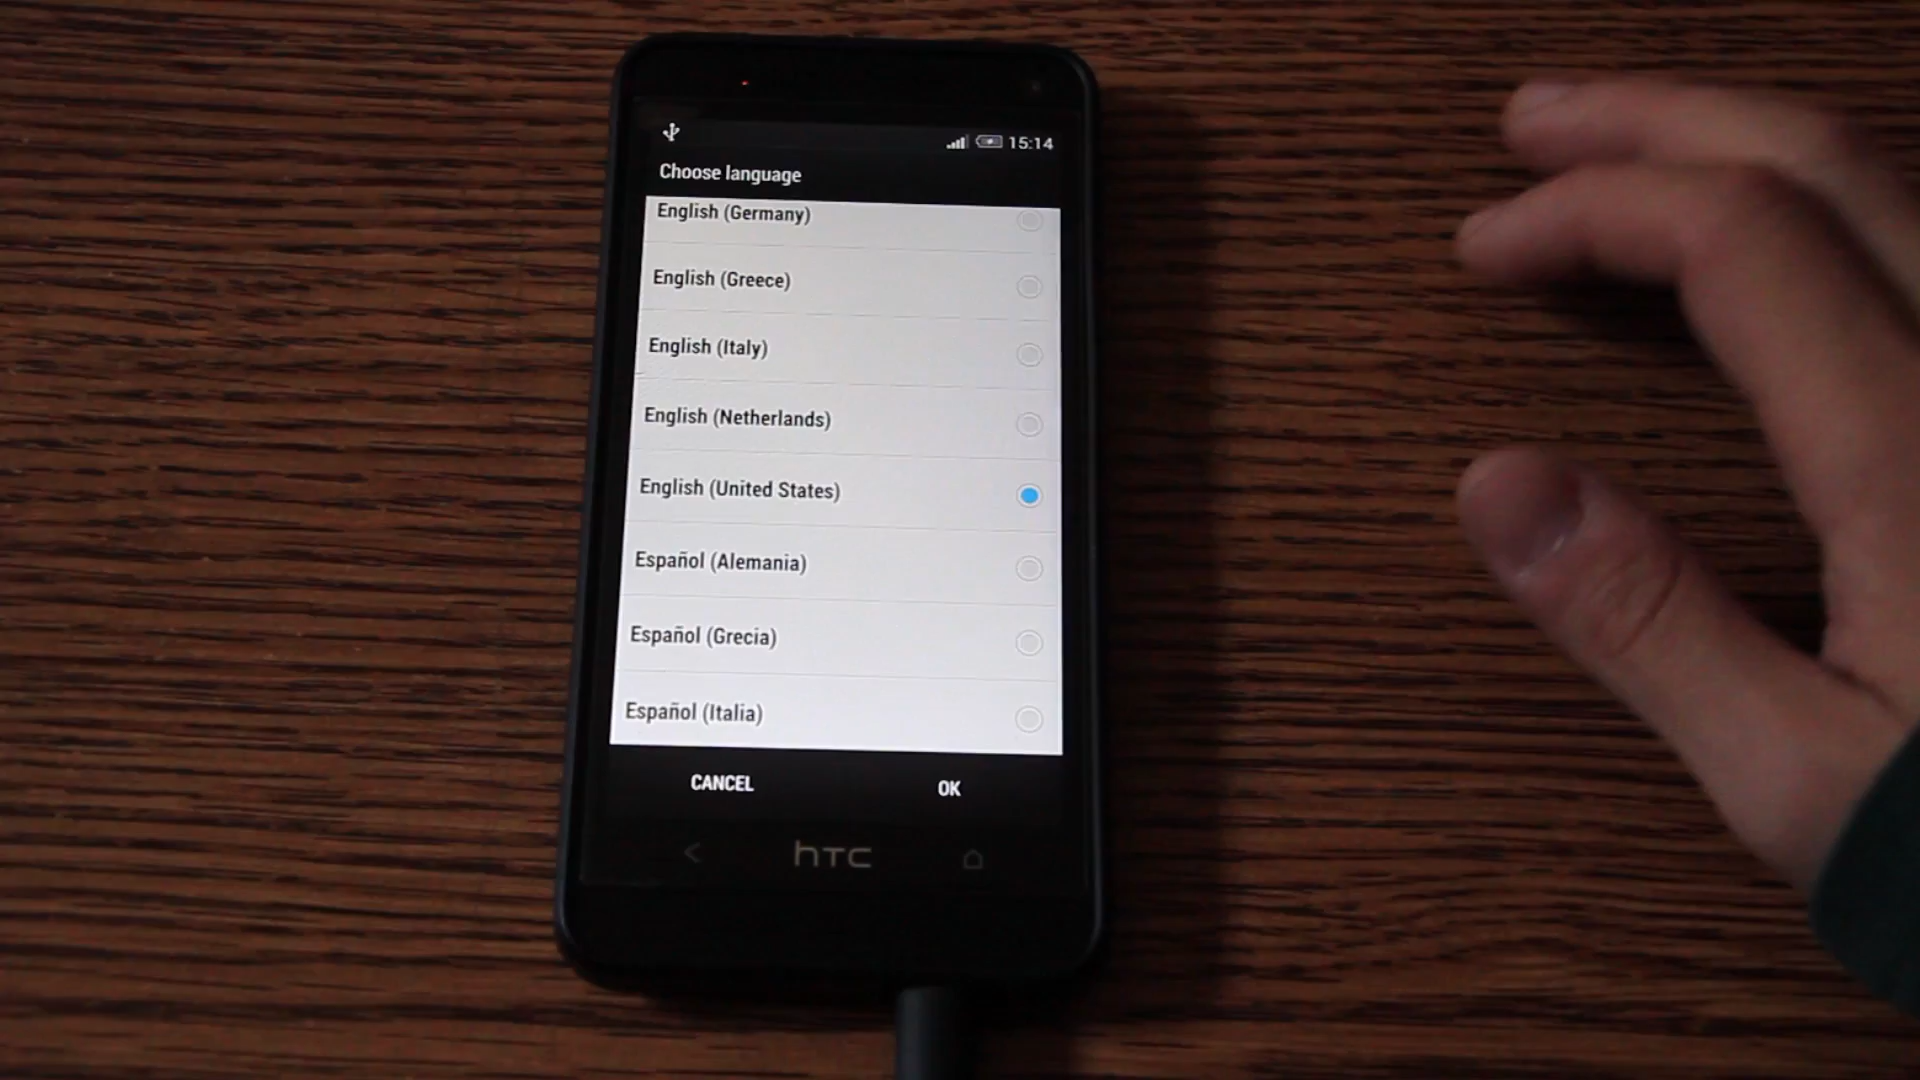 15:14
Choose language
English (Germany)
English (Greece)
English (Italy)
English (Netherlands)
English (United States)
Español (Alemania)
Español (Grecia)
Español (Italia)
CANCEL OK
hTC